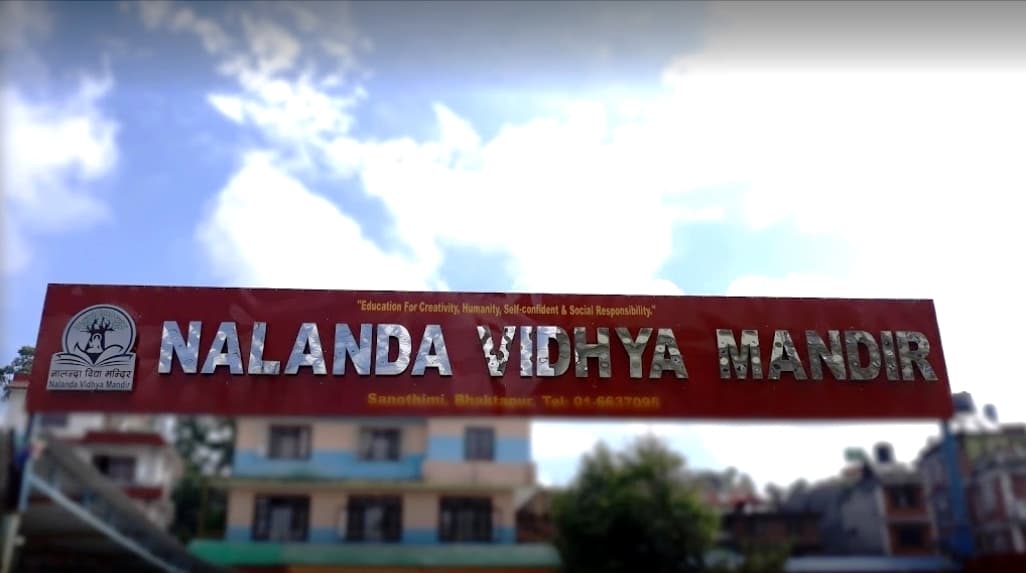 "Education For Creativity, Humanity, Self-confident & Social Responsibility."
NALANDA VIDHYA MANDIR
नालन्दा विद्या मन्दिर
Nalanda Vidhya Mandir
Sanothimi, Bhaktapur, Tel: 01-6637095